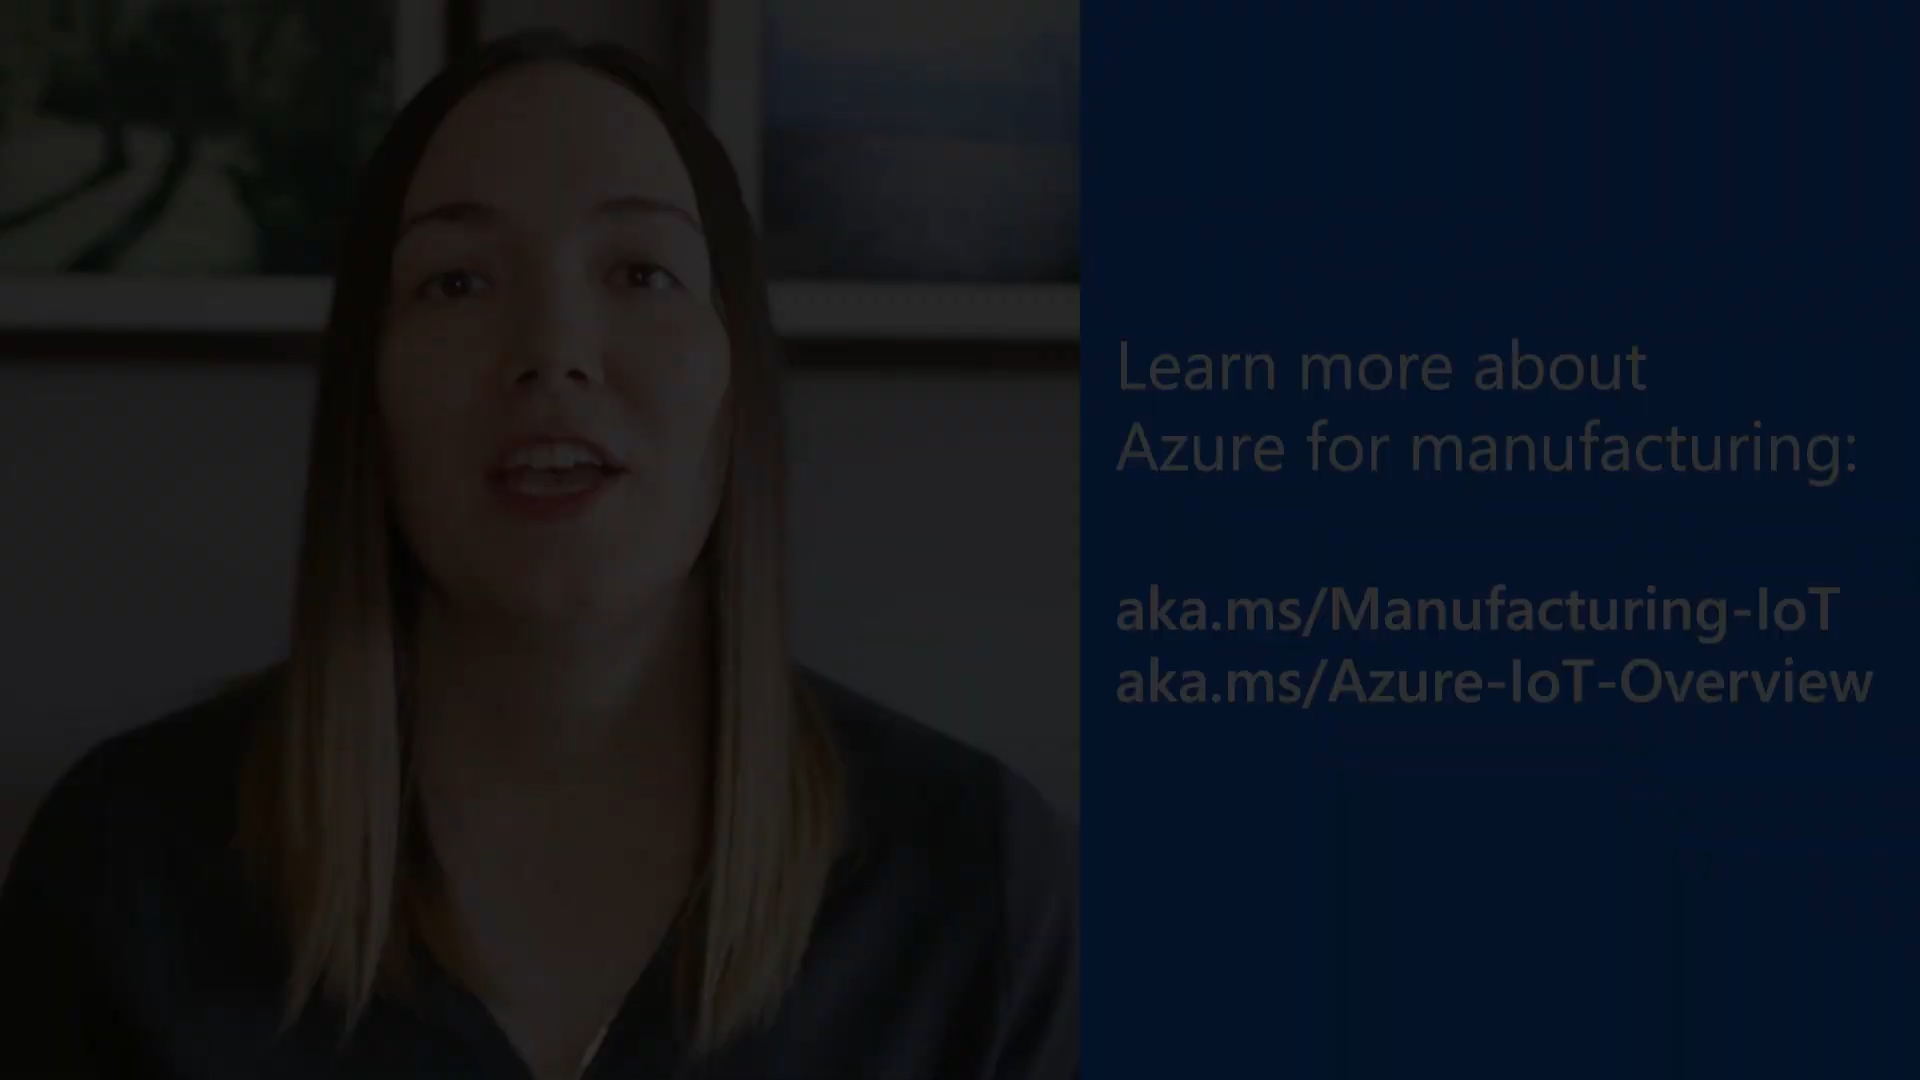 Learn more about
Azure for manufacturing:
aka.ms/Manufacturing-IoT
aka.ms/Azure-IoT-Overview